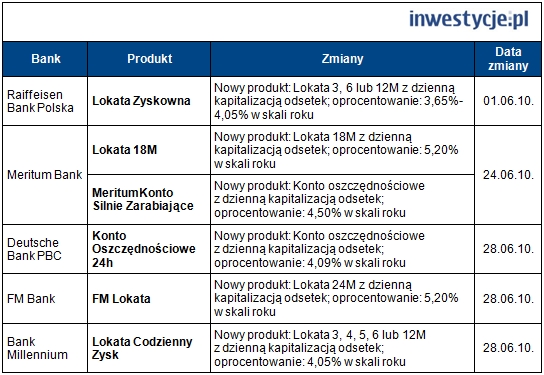 inwestycje:pl
Bank Produkt Zmiany Data zmiany
Raiffeisen
Bank Polska
Lokata Zyskowna
Nowy produkt: Lokata 3, 6 lub 12M z dzienną
kapitalizacją odsetek; oprocentowanie: 3,65%-
4,05% w skali roku
01.06.10.
Meritum Bank
Lokata 18M
Nowy produkt: Lokata 18M z dzienną
kapitalizacją odsetek; oprocentowanie: 5,20%
w skali roku
24.06.10.
MeritumKonto
Silnie Zarabiające
Nowy produkt: Konto oszczędnościowe
z dzienną kapitalizacją odsetek;
oprocentowanie: 4,50% w skali roku
Deutsche
Bank PBC
Konto
Oszczędnościowe
24h
Nowy produkt: Konto oszczędnościowe
z dzienną kapitalizacją odsetek;
oprocentowanie: 4,09% w skali roku
28.06.10.
FM Bank
FM Lokata
Nowy produkt: Lokata 24M z dzienną
kapitalizacją odsetek; oprocentowanie: 5,20%
w skali roku
28.06.10.
Bank
Millennium
Lokata Codzienny
Zysk
Nowy produkt: Lokata 3, 4, 5, 6 lub 12M
z dzienną kapitalizacją odsetek;
oprocentowanie: 4,05% w skali roku
28.06.10.